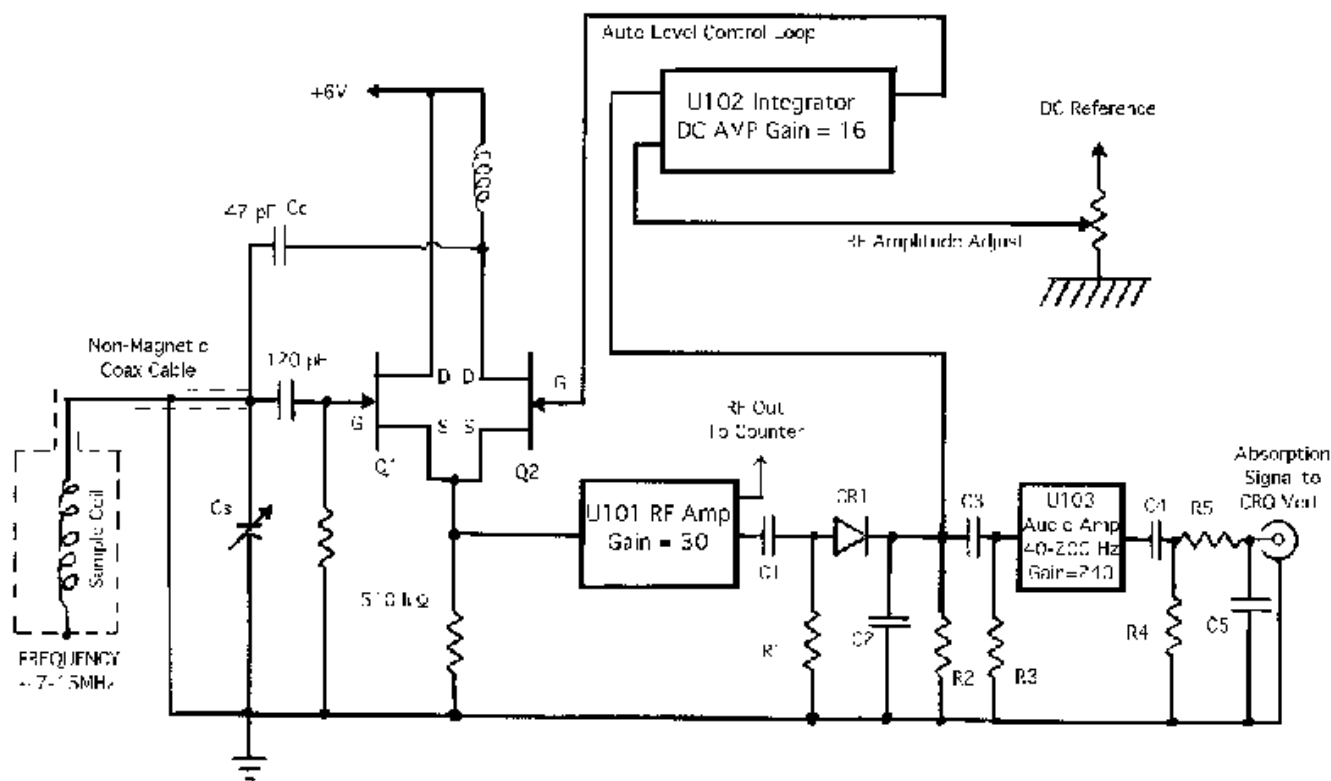 Auto Level Control Loop
+6V
U102 Integrator
DC AMP Gain = 16
DC Reference
47 pF Cc
RF Amplitude Adjust
Non-Magnetic
Coax Cable
120 pF
D D
G
G
S S
Q1
Q2
RF Out
To Counter
Absorption
Signal to
CRO Vert
Sample Coil
Cs
U101 RF Amp
Gain = 30
CR1
C3
U103
Audio Amp
40-200 Hz
Gain=240
C4
R5
C1
R1
C2
R2
R3
R4
C5
FREQUENCY